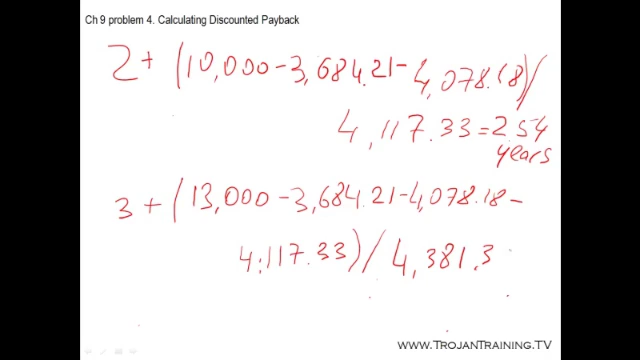 Ch 9 problem 4. Calculating Discounted Payback
2 + (10,000 - 3,684.21 - 4,078.18) /
4,117.33 = 2.54
years
3 + (13,000 - 3,684.21 - 4,078.18 -
4,117.33) / 4,381.3
www.TrojanTraining.TV